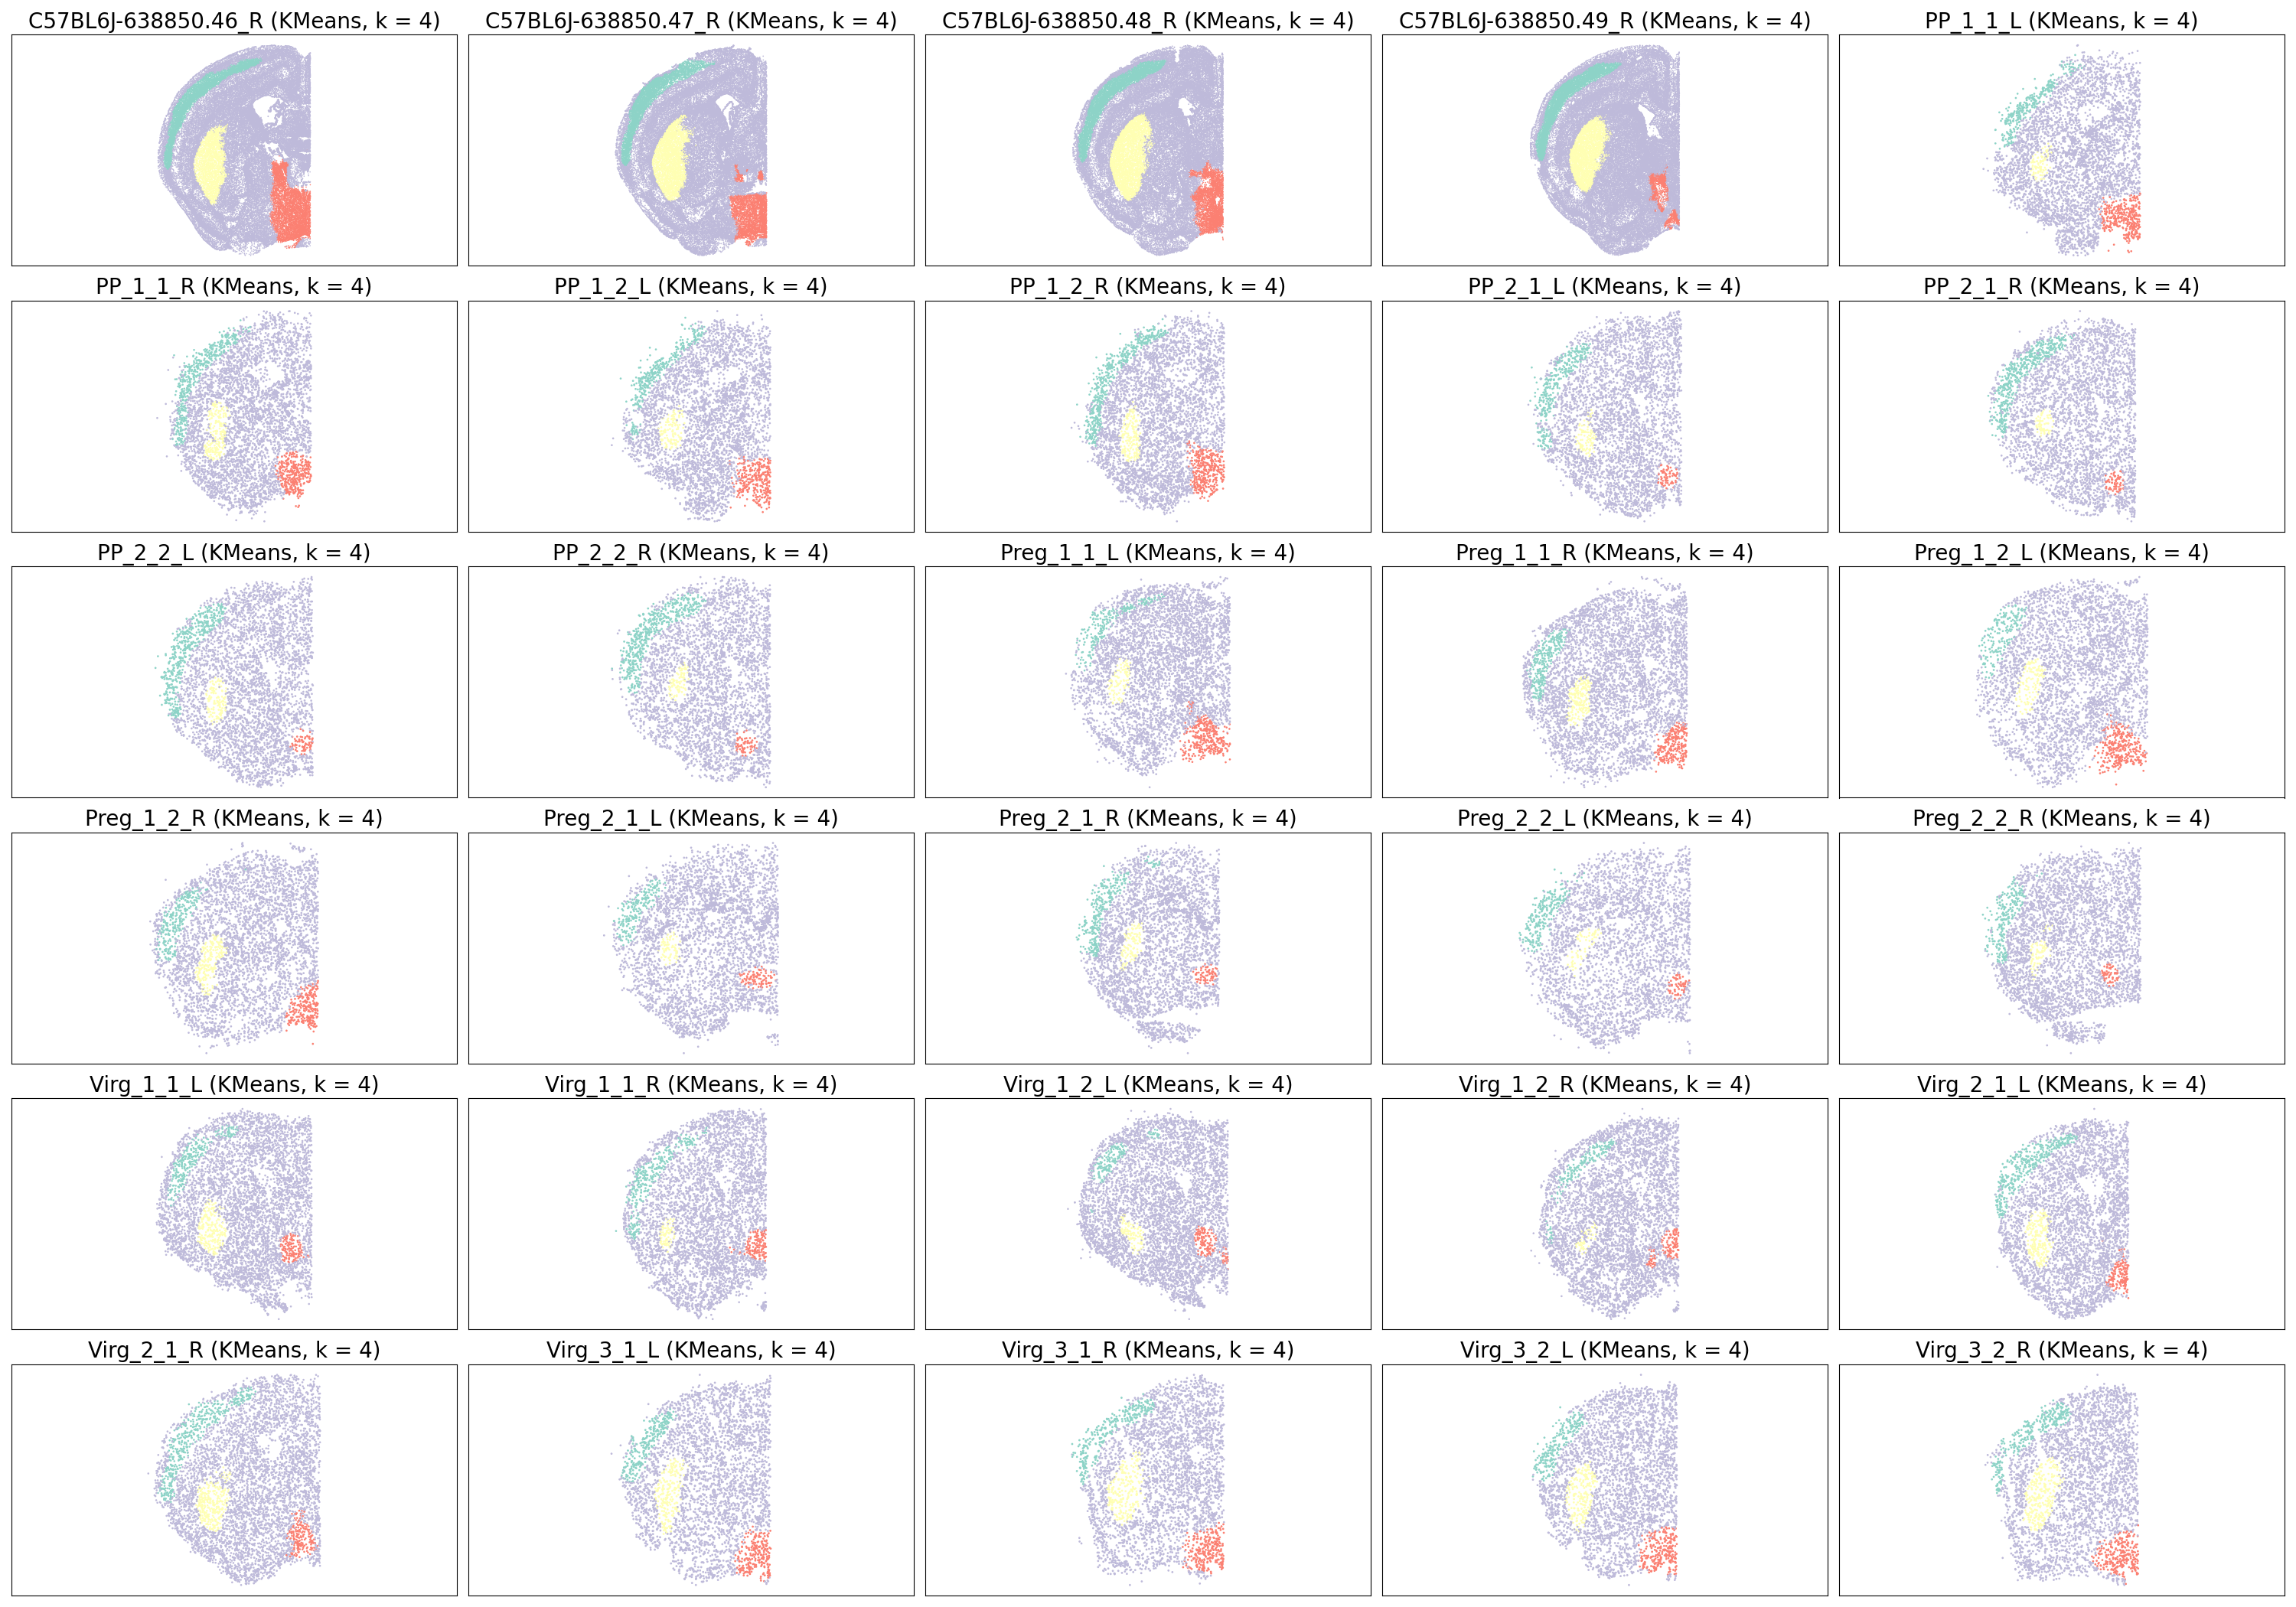 C57BL6J-638850.46_R (KMeans, k = 4)
C57BL6J-638850.47_R (KMeans, k = 4)
C57BL6J-638850.48_R (KMeans, k = 4)
C57BL6J-638850.49_R (KMeans, k = 4)
PP_1_1_L (KMeans, k = 4)
PP_1_1_R (KMeans, k = 4)
PP_1_2_L (KMeans, k = 4)
PP_1_2_R (KMeans, k = 4)
PP_2_1_L (KMeans, k = 4)
PP_2_1_R (KMeans, k = 4)
PP_2_2_L (KMeans, k = 4)
PP_2_2_R (KMeans, k = 4)
Preg_1_1_L (KMeans, k = 4)
Preg_1_1_R (KMeans, k = 4)
Preg_1_2_L (KMeans, k = 4)
Preg_1_2_R (KMeans, k = 4)
Preg_2_1_L (KMeans, k = 4)
Preg_2_1_R (KMeans, k = 4)
Preg_2_2_L (KMeans, k = 4)
Preg_2_2_R (KMeans, k = 4)
Virg_1_1_L (KMeans, k = 4)
Virg_1_1_R (KMeans, k = 4)
Virg_1_2_L (KMeans, k = 4)
Virg_1_2_R (KMeans, k = 4)
Virg_2_1_L (KMeans, k = 4)
Virg_2_1_R (KMeans, k = 4)
Virg_3_1_L (KMeans, k = 4)
Virg_3_1_R (KMeans, k = 4)
Virg_3_2_L (KMeans, k = 4)
Virg_3_2_R (KMeans, k = 4)